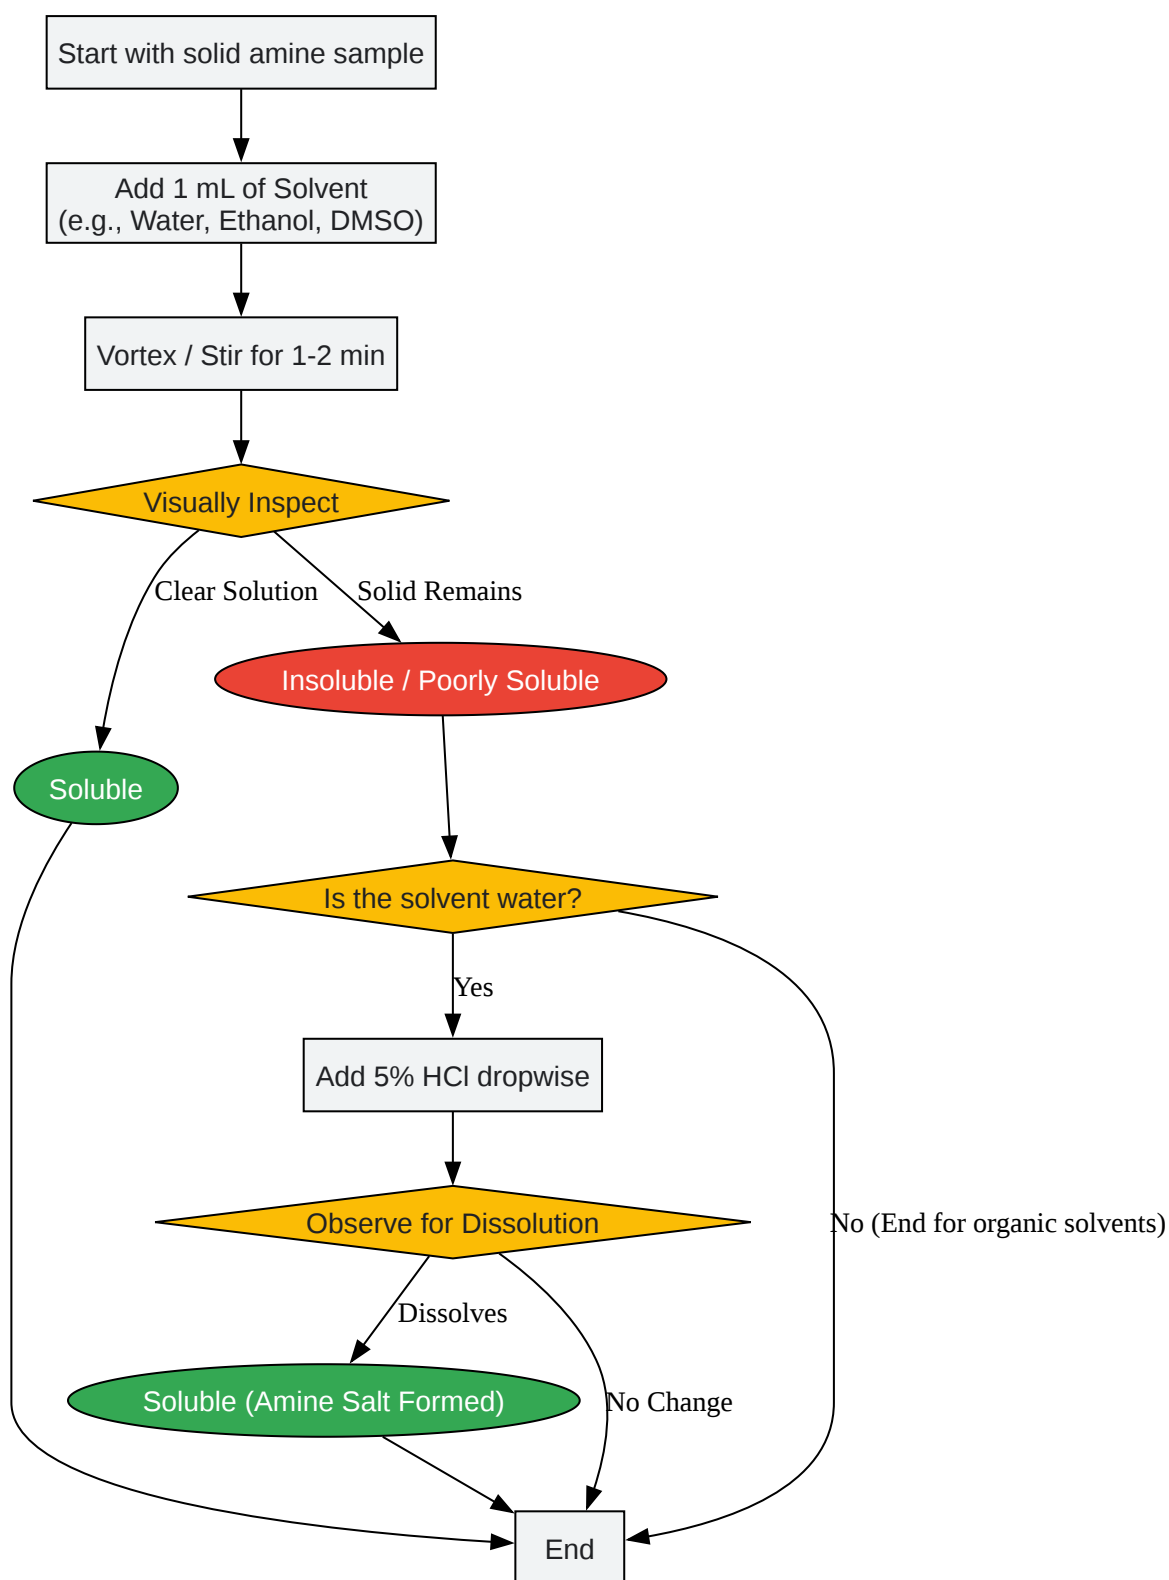 Start with solid amine sample
Add 1 mL of Solvent
(e.g., Water, Ethanol, DMSO)
Vortex / Stir for 1-2 min
Visually Inspect
Clear Solution
Solid Remains
Insoluble / Poorly Soluble
Soluble
Is the solvent water?
Yes
Add 5% HCl dropwise
Observe for Dissolution
No (End for organic solvents)
Dissolves
Soluble (Amine Salt Formed)
No Change
End